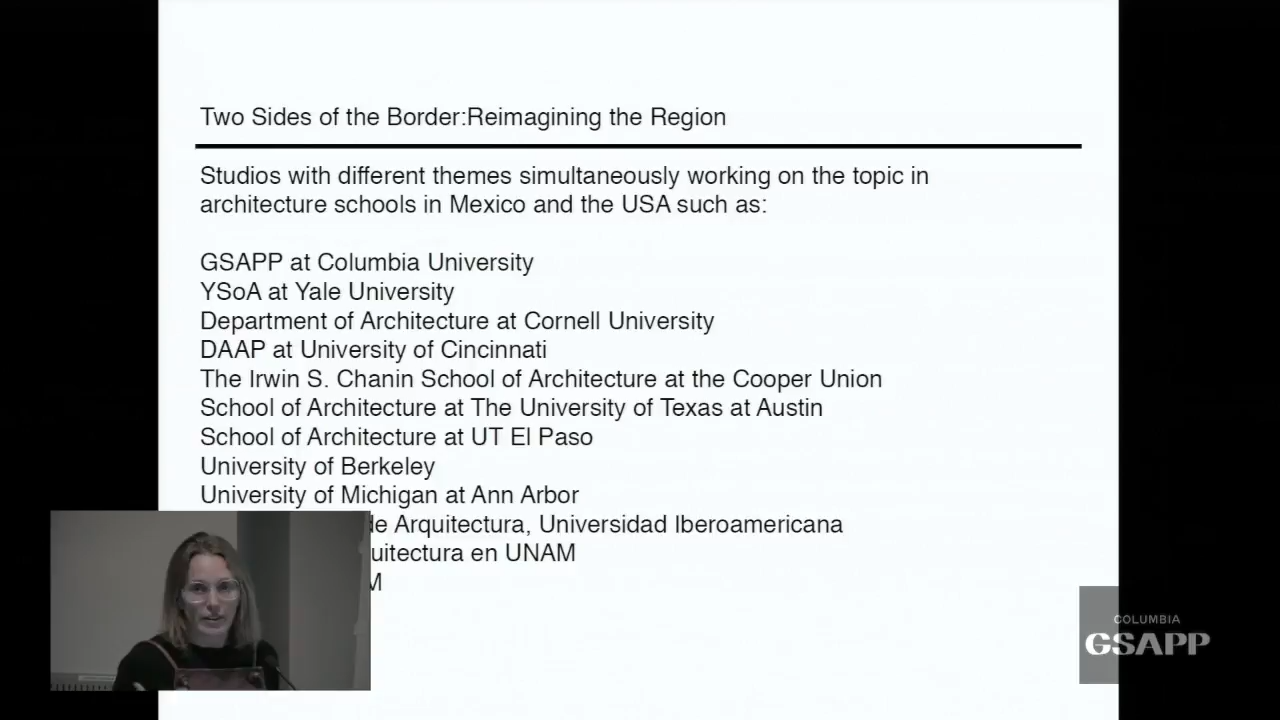 Two Sides of the Border:Reimagining the Region
Studios with different themes simultaneously working on the topic in
architecture schools in Mexico and the USA such as:
GSAPP at Columbia University
YSoA at Yale University
Department of Architecture at Cornell University
DAAP at University of Cincinnati
The Irwin S. Chanin School of Architecture at the Cooper Union
School of Architecture at The University of Texas at Austin
School of Architecture at UT El Paso
University of Berkeley
University of Michigan at Ann Arbor
de Arquitectura, Universidad Iberoamericana
uitectura en UNAM
M
COLUMBIA
GSAPP